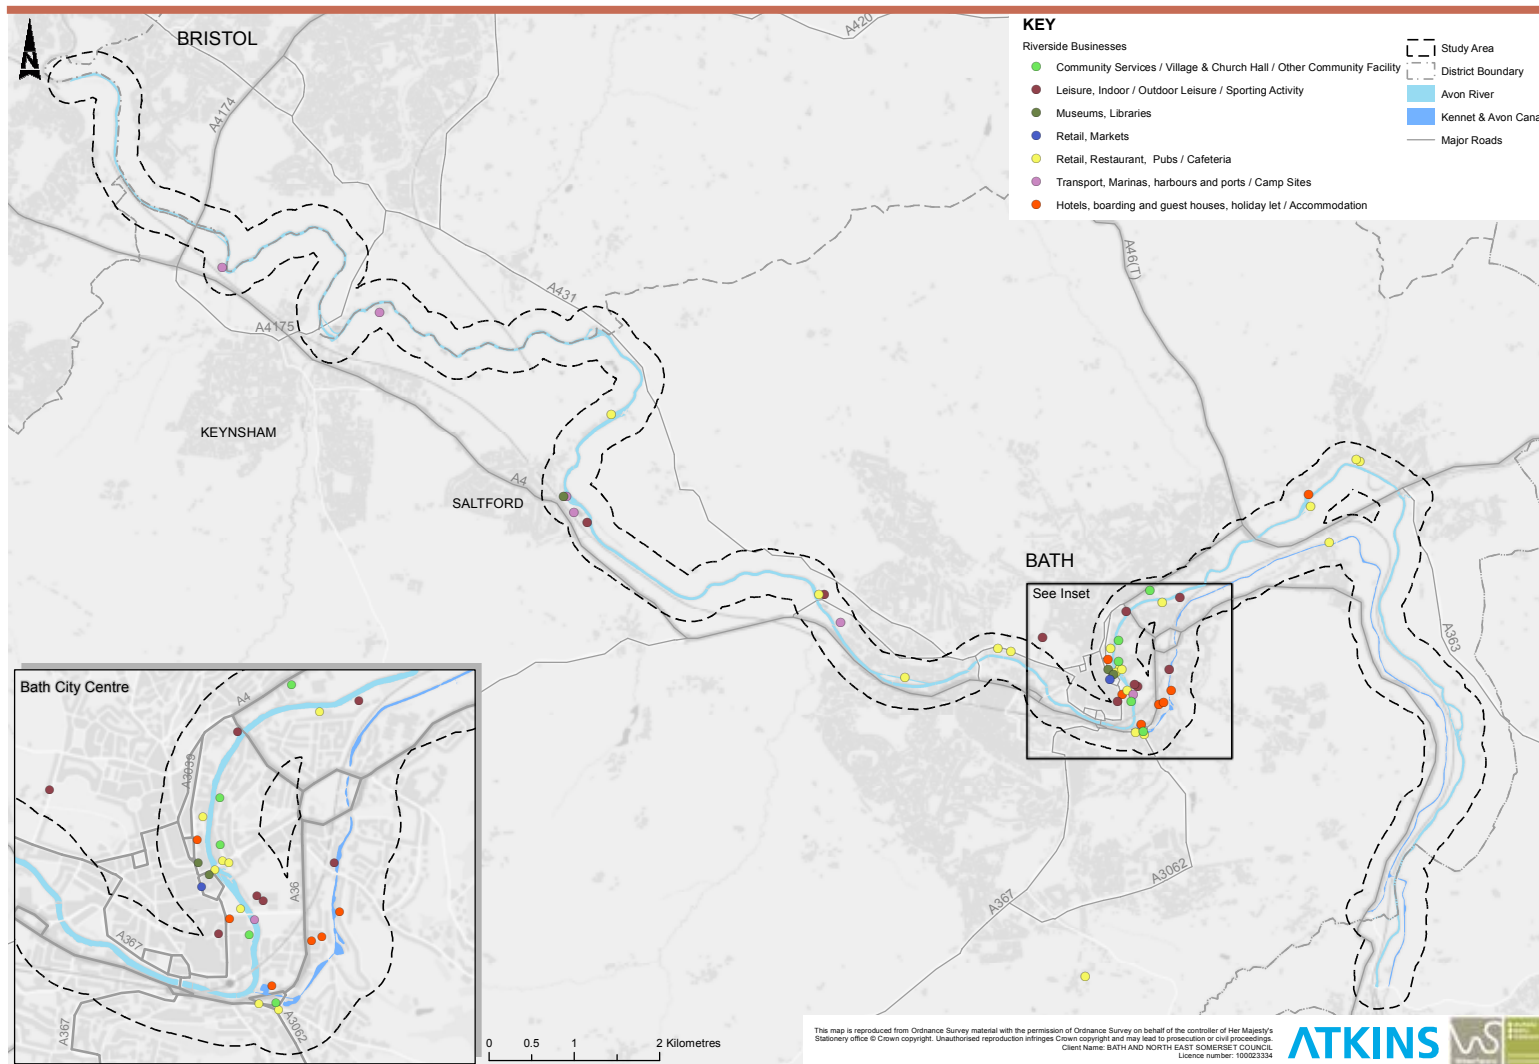 BRISTOL
N
A4174
A420
A4175
A431
KEYNSHAM
SALTFORD
A4
A46(T)
BATH
See Inset
A363
A3062
A367
KEY
Riverside Businesses
Community Services / Village & Church Hall / Other Community Facility
Leisure, Indoor / Outdoor Leisure / Sporting Activity
Museums, Libraries
Retail, Markets
Retail, Restaurant, Pubs / Cafeteria
Transport, Marinas, harbours and ports / Camp Sites
Hotels, boarding and guest houses, holiday let / Accommodation
Study Area
District Boundary
Avon River
Kennet & Avon Cana
Major Roads
Bath City Centre
A4
A3039
A36
A367
A367
A3062
0 0.5 1 2 Kilometres
This map is reproduced from Ordnance Survey material with the permission of Ordnance Survey on behalf of the controller of Her Majesty's
Stationery office © Crown copyright. Unauthorised reproduction infringes Crown copyright and may lead to prosecution or civil proceedings.
Client Name: BATH AND NORTH EAST SOMERSET COUNCIL
Licence number: 100023334
ATKINS